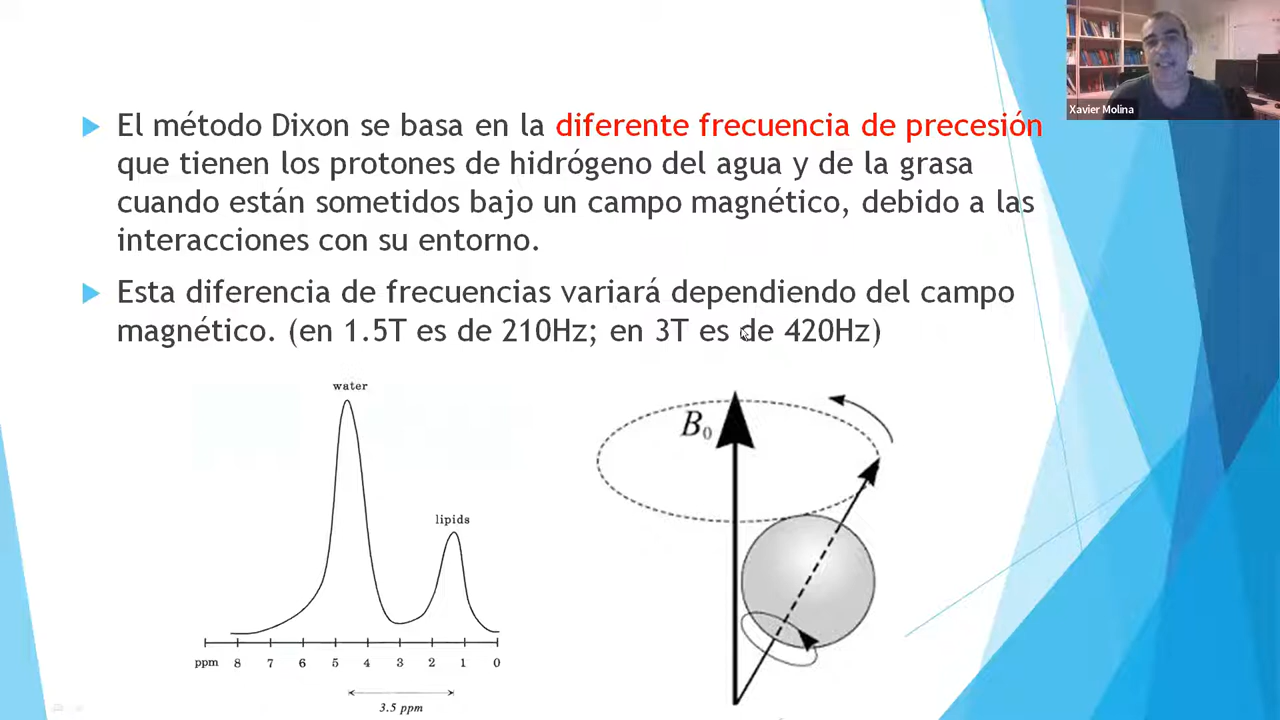 Xavier Molina
El método Dixon se basa en la diferente frecuencia de precesión
que tienen los protones de hidrógeno del agua y de la grasa
cuando están sometidos bajo un campo magnético, debido a las
interacciones con su entorno.
Esta diferencia de frecuencias variará dependiendo del campo
magnético. (en 1.5T es de 210Hz; en 3T es de 420Hz)
water
lipids
ppm 8 7 6 5 4 3 2 1 0
3.5 ppm
B0